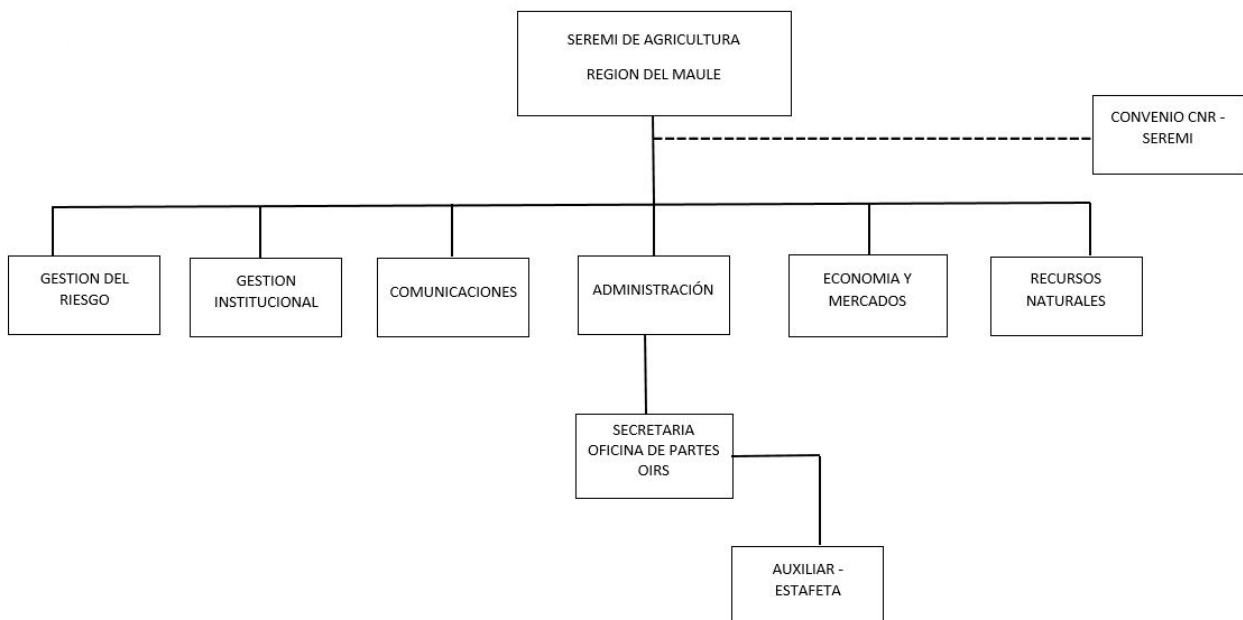 SEREMI DE AGRICULTURA
REGION DEL MAULE
CONVENIO CNR -
SEREMI
GESTION DEL
RIESGO
GESTION
INSTITUCIONAL
COMUNICACIONES
ADMINISTRACIÓN
ECONOMIA Y
MERCADOS
RECURSOS
NATURALES
SECRETARIA
OFICINA DE PARTES
OIRS
AUXILIAR -
ESTAFETA